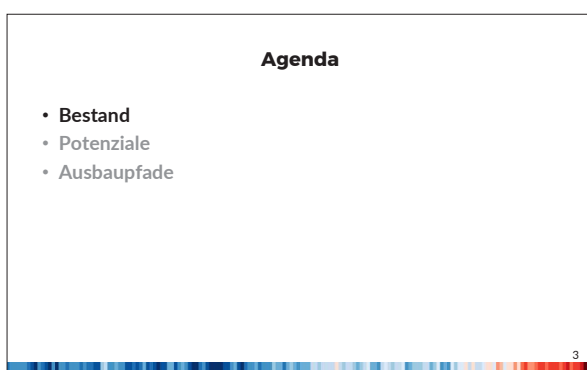 Agenda
• Bestand
• Potenziale
• Ausbaupfade
3